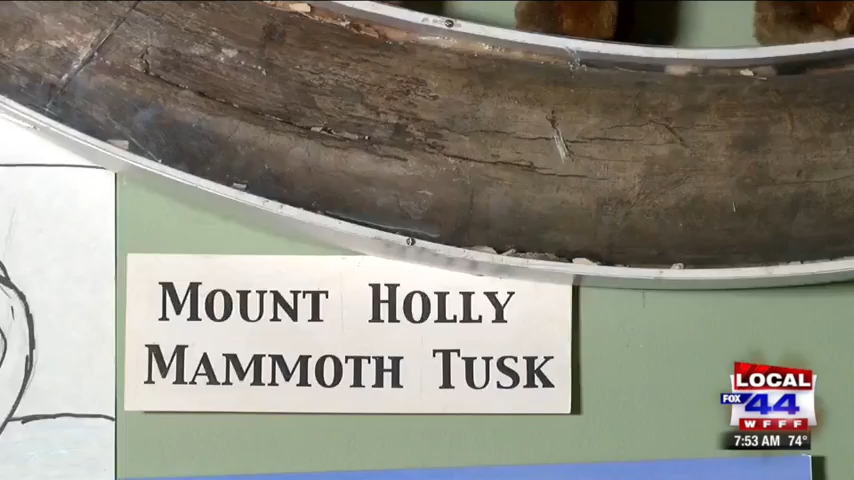 MOUNT HOLLY
MAMMOTH TUSK
LOCAL
FOX 44
WFFF
7:53 AM 74°